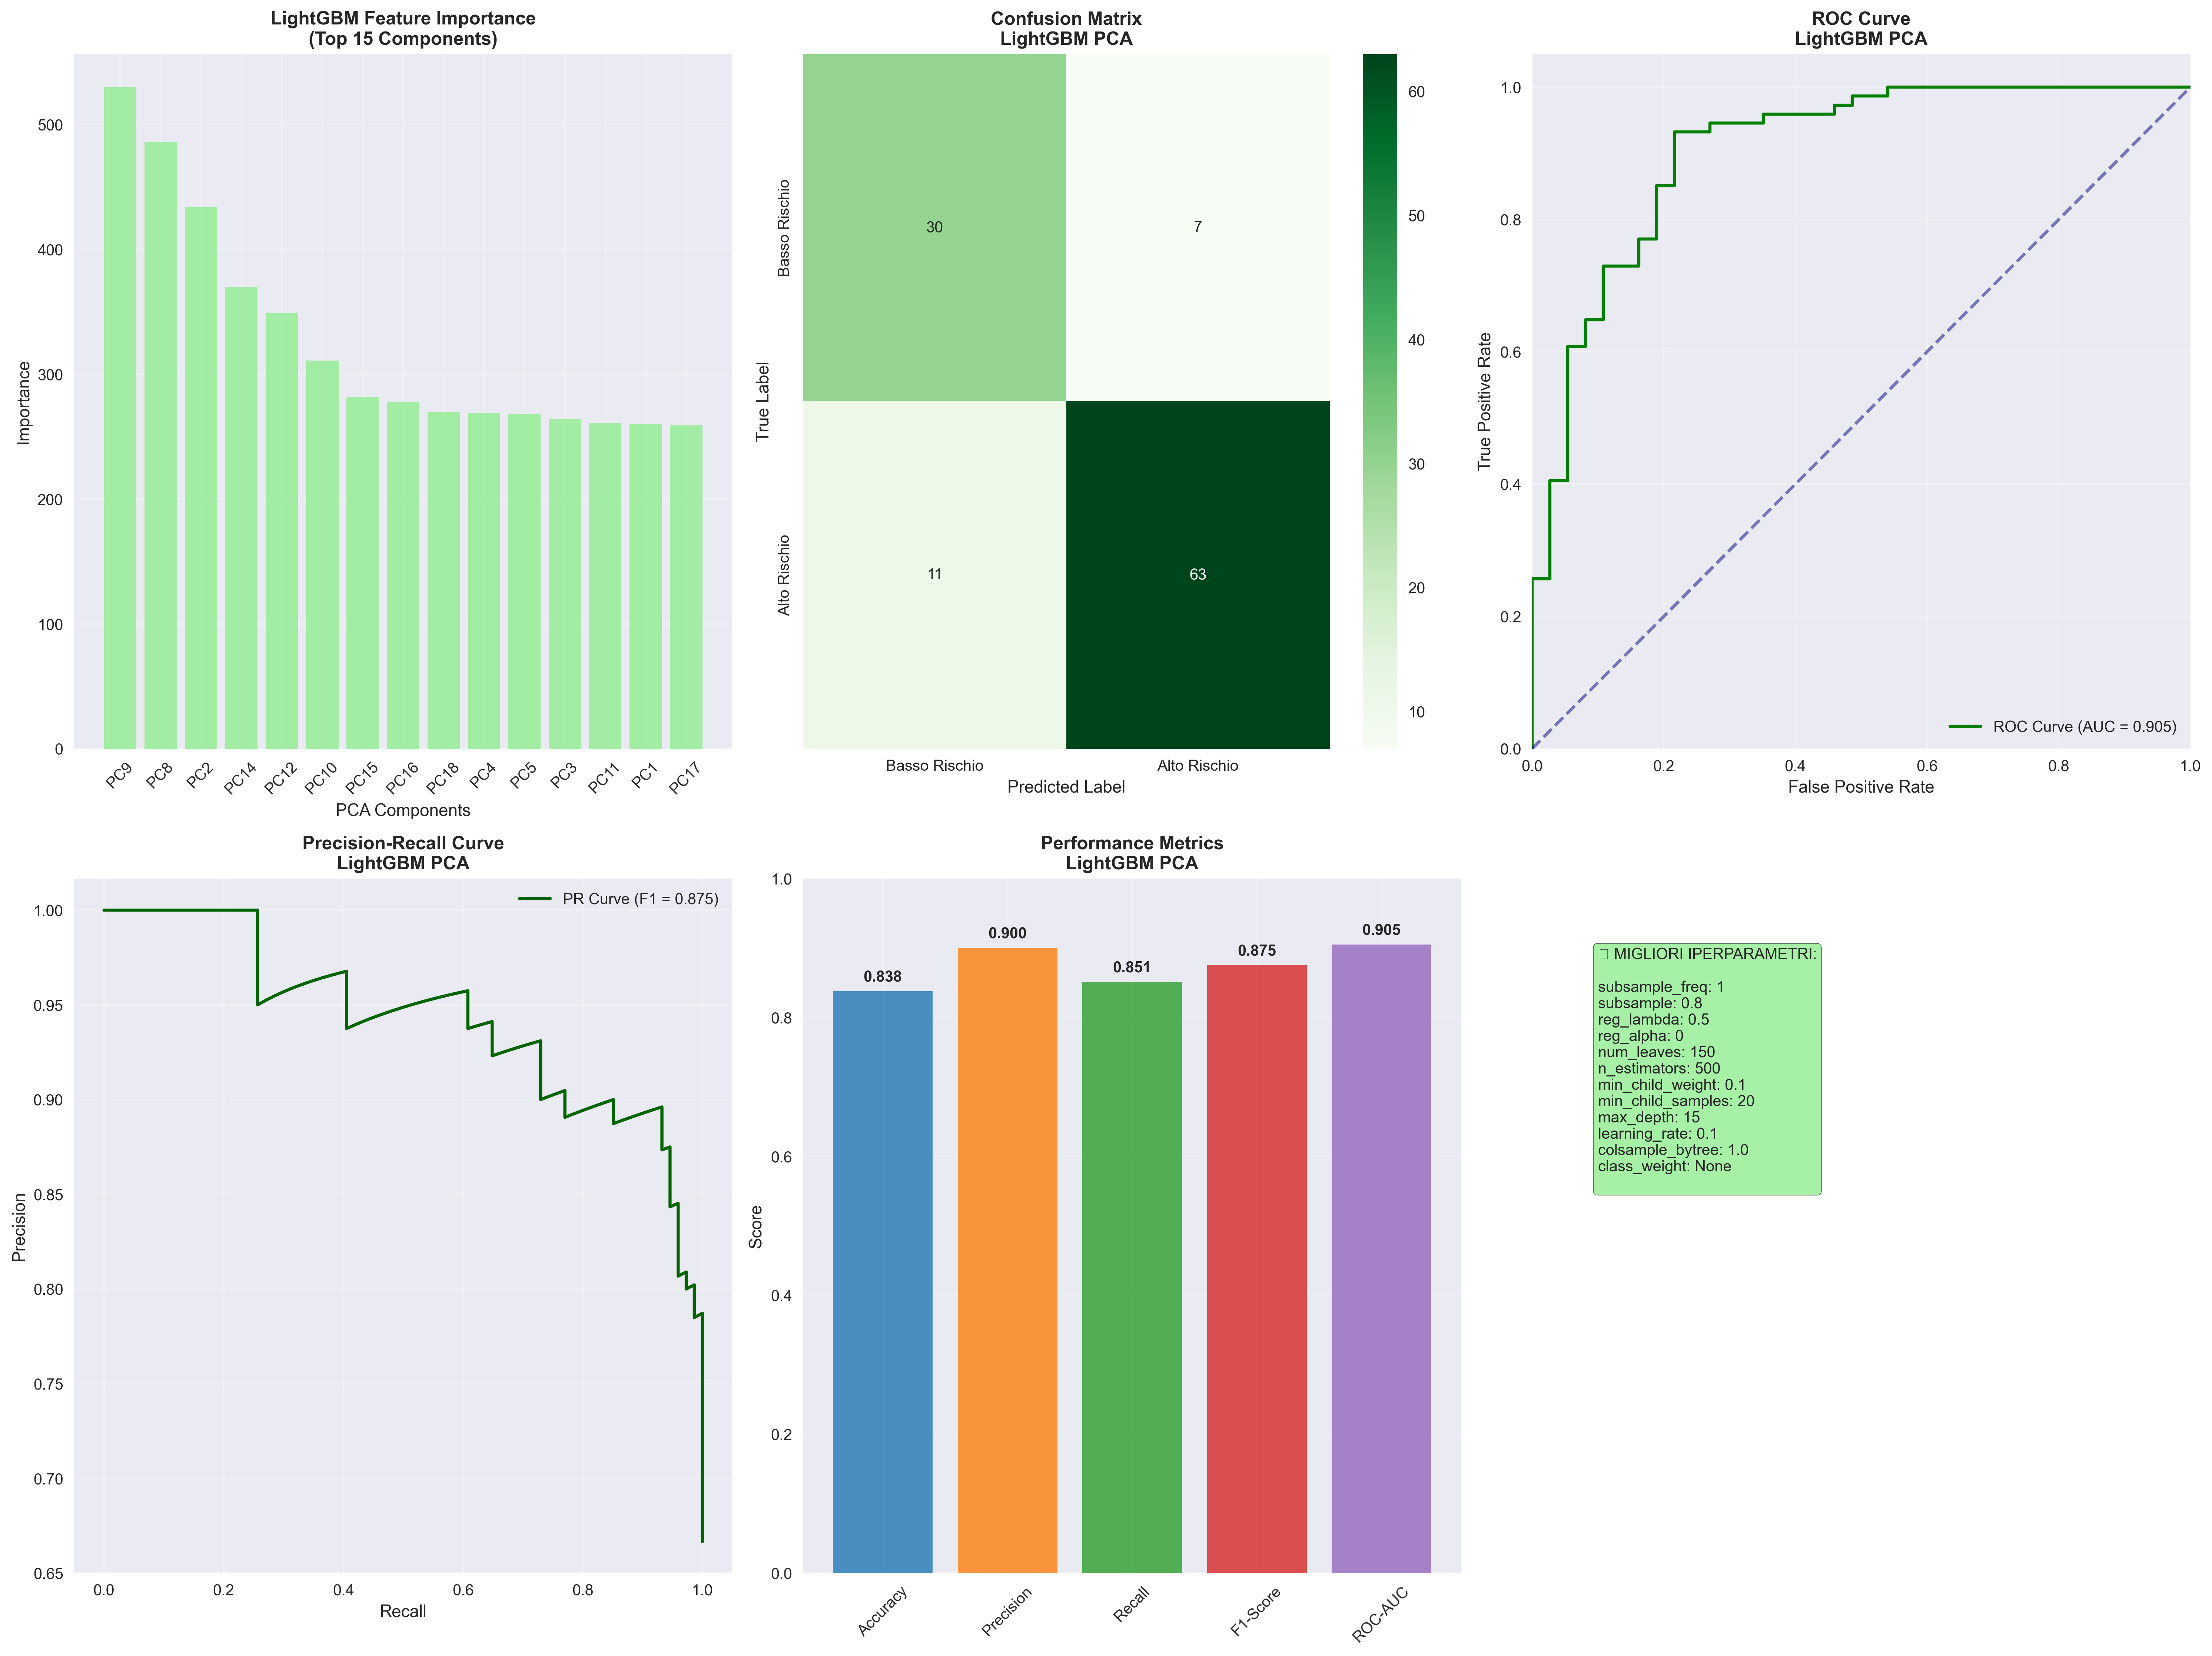 LightGBM Feature Importance
(Top 15 Components)
Importance
500
400
300
200
100
0
PC9
PC8
PC2
PC14
PC12
PC10
PC15
PC16
PC18
PC4
PC5
PC3
PC11
PC1
PC17
PCA Components
Confusion Matrix
LightGBM PCA
True Label
Basso Rischio
Alto Rischio
30
7
11
63
Basso Rischio
Alto Rischio
Predicted Label
60
50
40
30
20
10
ROC Curve
LightGBM PCA
True Positive Rate
1.0
0.8
0.6
0.4
0.2
0.0
ROC Curve (AUC = 0.905)
0.0
0.2
0.4
0.6
0.8
1.0
False Positive Rate
Precision-Recall Curve
LightGBM PCA
PR Curve (F1 = 0.875)
Precision
1.00
0.95
0.90
0.85
0.80
0.75
0.70
0.65
0.0
0.2
0.4
0.6
0.8
1.0
Recall
Performance Metrics
LightGBM PCA
Score
1.0
0.8
0.6
0.4
0.2
0.0
0.838
0.900
0.851
0.875
0.905
Accuracy
Precision
Recall
F1-Score
ROC-AUC
MIGLIORI IPERPARAMETRI:
subsample_freq: 1
subsample: 0.8
reg_lambda: 0.5
reg_alpha: 0
num_leaves: 150
n_estimators: 500
min_child_weight: 0.1
min_child_samples: 20
max_depth: 15
learning_rate: 0.1
colsample_bytree: 1.0
class_weight: None